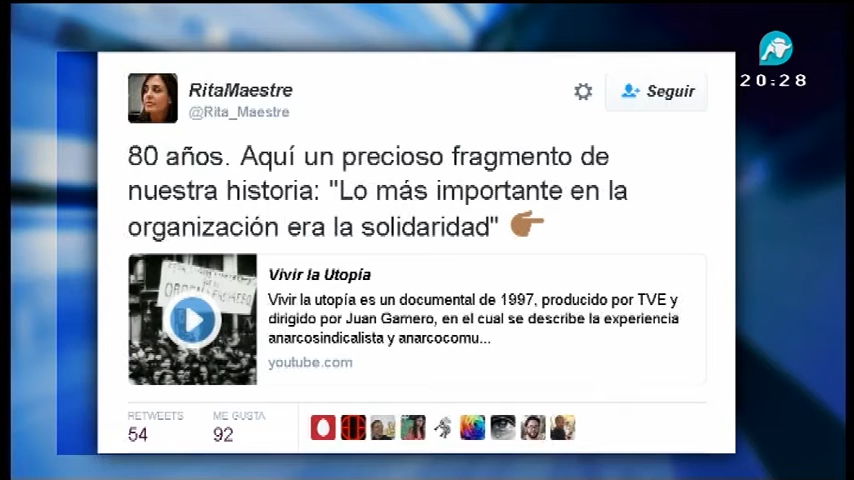 20:28
RitaMaestre
@Rita_Maestre
Seguir
80 años. Aquí un precioso fragmento de
nuestra historia: "Lo más importante en la
organización era la solidaridad"
Vivir la Utopía
Vivir la utopía es un documental de 1997, producido por TVE y
dirigido por Juan Gamero, en el cual se describe la experiencia
anarcosindicalista y anarcocomu...
youtube.com
RETWEETS
ME GUSTA
54
92